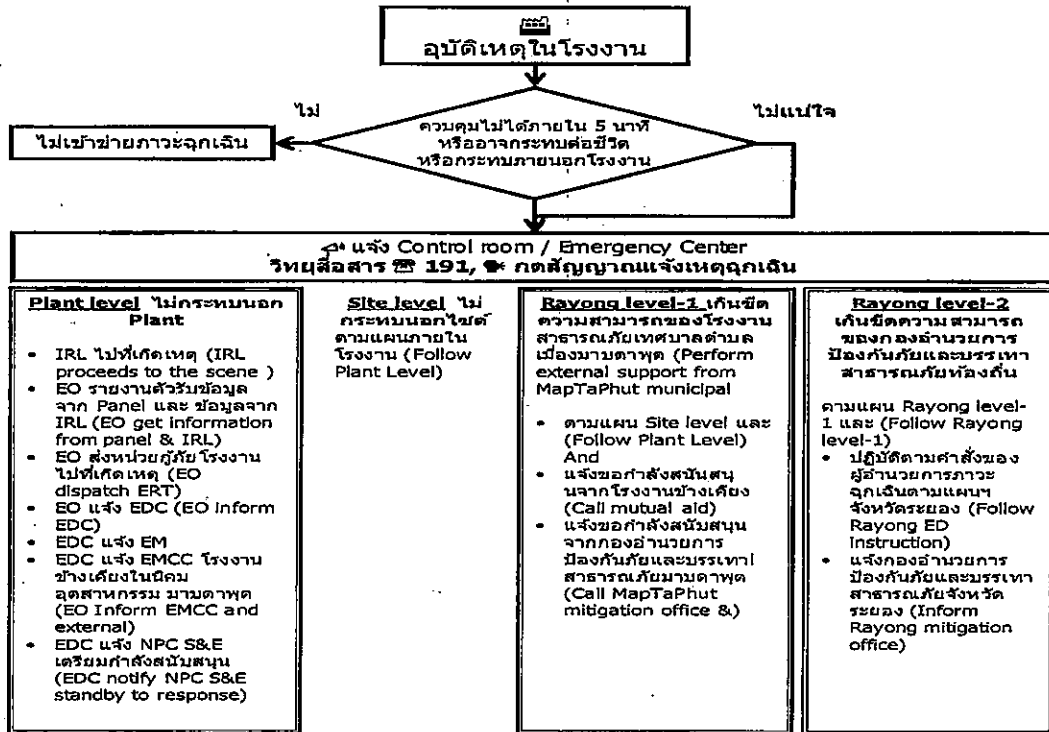 อุบัติเหตุในโรงงาน
ไม่
ไม่แน่ใจ
ควบคุมไม่ได้ภายใน 5 นาที
หรืออาจกระทบต่อชีวิต
หรือกระทบภายนอกโรงงาน
ไม่เข้าข่ายภาวะฉุกเฉิน
แจ้ง Control room / Emergency Center
วิทยุสื่อสาร ☎ 191, กดสัญญาณแจ้งเหตุฉุกเฉิน
Plant level ไม่กระทบนอก
Plant
• IRL ไปที่เกิดเหตุ (IRL
proceeds to the scene )
• EO รายงานตัวรับข้อมูล
จาก Panel และ ข้อมูลจาก
IRL (EO get information
from panel & IRL)
• EO ส่งหน่วยกู้ภัยโรงงาน
ไปที่เกิดเหตุ (EO
dispatch ERT)
• EO แจ้ง EDC (EO inform
EDC)
• EDC แจ้ง EM
• EDC แจ้ง EMCC โรงงาน
ข้างเคียงในนิคม
อุตสาหกรรม มาบตาพุด
(EO Inform EMCC and
external)
• EDC แจ้ง NPC S&E
เตรียมกำลังสนับสนุน
(EDC notify NPC S&E
standby to response)
Site level ไม่
กระทบนอกไซต์
ตามแผนภายใน
โรงงาน (Follow
Plant Level)
Rayong level-1 เกินขีด
ความสามารถของโรงงาน
สาธารณภัยเทศบาลตำบล
เมืองมาบตาพุต (Perform
external support from
MapTaPhut municipal
• ตามแผน Site level และ
(Follow Plant Level)
And
• แจ้งขอกำลังสนับสนุ
นจากโรงงานข้างเคียง
(Call mutual aid)
• แจ้งขอกำลังสนับสนุน
จากกองอำนวยการ
ป้องกันภัยและบรรเทา
สาธารณภัยมาบตาพุด
(Call MapTaPhut
mitigation office &)
Rayong level-2
เกินขีดความสามารถ
ของกองอำนวยการ
ป้องกันภัยและบรรเทา
สาธารณภัยท้องถิ่น
ตามแผน Rayong level-
1 และ (Follow Rayong
level-1)
• ปฏิบัติตามคำสั่งของ
ผู้อำนวยการภาวะ
ฉุกเฉินตามแผนฯ
จังหวัดระยอง (Follow
Rayong ED
instruction)
• แจ้งกองอำนวยการ
ป้องกันภัยและบรรเทา
สาธารณภัยจังหวัด
ระยอง (Inform
Rayong mitigation
office)